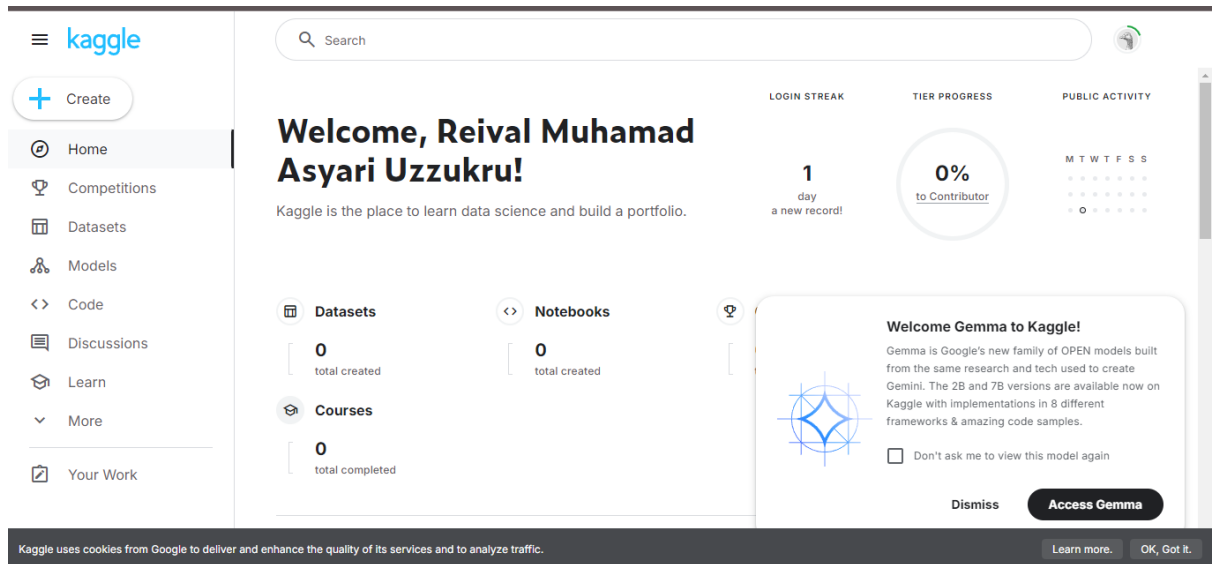 kaggle
Search
Create
Home
Competitions
Datasets
Models
Code
Discussions
Learn
More
Your Work
Welcome, Reival Muhamad
Asyari Uzzukru!
Kaggle is the place to learn data science and build a portfolio.
LOGIN STREAK
1
day
a new record!
TIER PROGRESS
0%
to Contributor
PUBLIC ACTIVITY
M T W T F S S
Datasets
0
total created
Notebooks
0
total created
Courses
0
total completed
Welcome Gemma to Kaggle!
Gemma is Google's new family of OPEN models built
from the same research and tech used to create
Gemini. The 2B and 7B versions are available now on
Kaggle with implementations in 8 different
frameworks & amazing code samples.
Don't ask me to view this model again
Dismiss
Access Gemma
Kaggle uses cookies from Google to deliver and enhance the quality of its services and to analyze traffic.
Learn more.
OK, Got it.